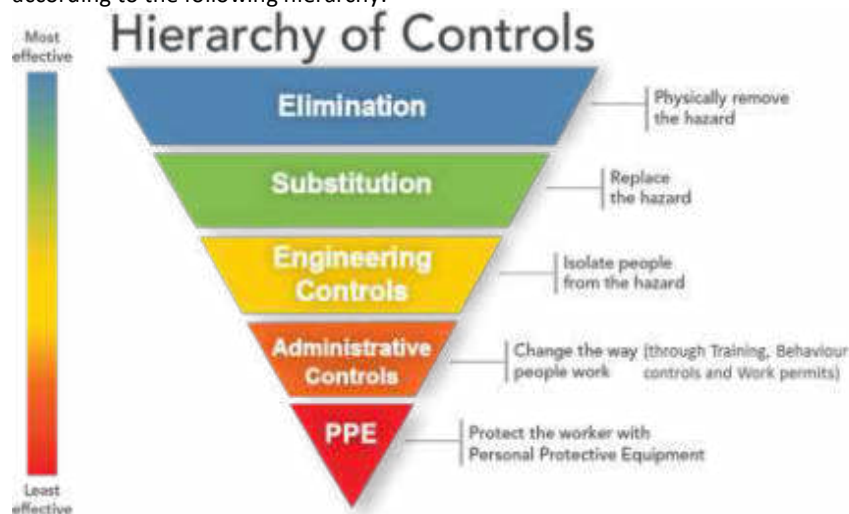 according to the following hierarchy:
Hierarchy of Controls
Most
effective
Elimination
Physically remove
the hazard
Substitution
Replace
the hazard
Engineering
Controls
Isolate people
from the hazard
Administrative
Controls
Change the way (through Training, Behaviour
people work controls and Work permits)
PPE
Protect the worker with
Personal Protective Equipment
Least
effective